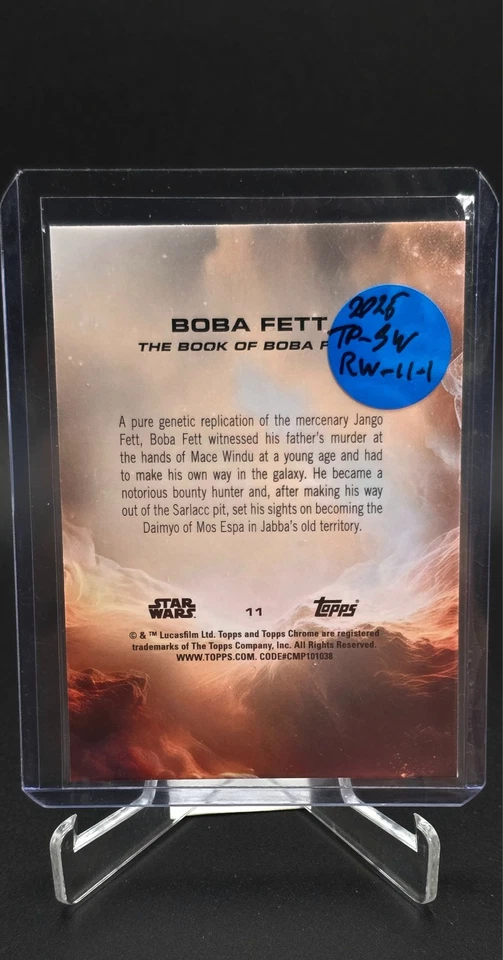 BOBA FETT
THE BOOK OF BOBA F
2025
TP-SW
RW-11-1
A pure genetic replication of the mercenary Jango
Fett, Boba Fett witnessed his father's murder at
the hands of Mace Windu at a young age and had
to make his own way in the galaxy. He became a
notorious bounty hunter and, after making his way
out of the Sarlacc pit, set his sights on becoming the
Daimyo of Mos Espa in Jabba's old territory.
STAR WARS 11 Topps®
© & ™ Lucasfilm Ltd. Topps and Topps Chrome are registered
trademarks of The Topps Company, Inc. All Rights Reserved.
WWW.TOPPS.COM. CODE#CMP101038